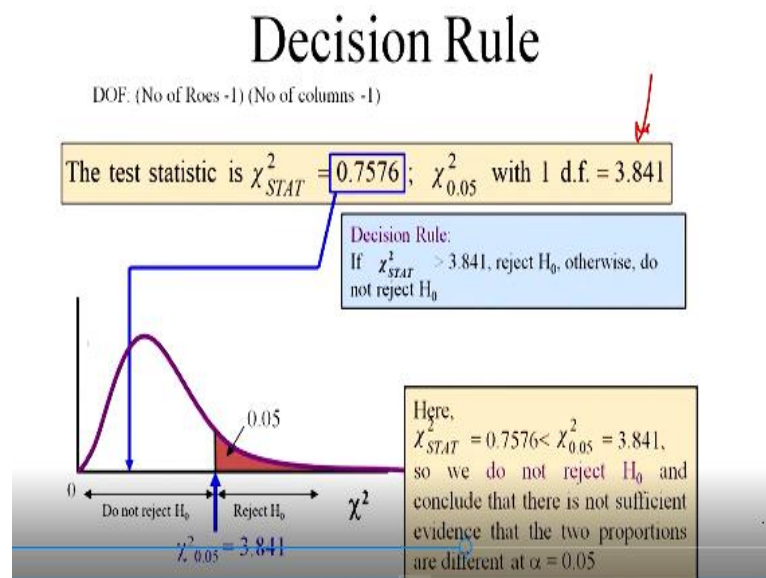 Decision Rule
DOF: (No of Roes -1) (No of columns -1)
The test statistic is χ²STAT = 0.7576 ; χ²0.05 with 1 d.f. = 3.841
Decision Rule:
If χ²STAT > 3.841, reject H₀, otherwise, do
not reject H₀
0.05
0
Do not reject H₀
Reject H₀
χ²
χ²0.05 = 3.841
Here,
χ²STAT = 0.7576< χ²0.05 = 3.841,
so we do not reject H₀ and
conclude that there is not sufficient
evidence that the two proportions
are different at α = 0.05